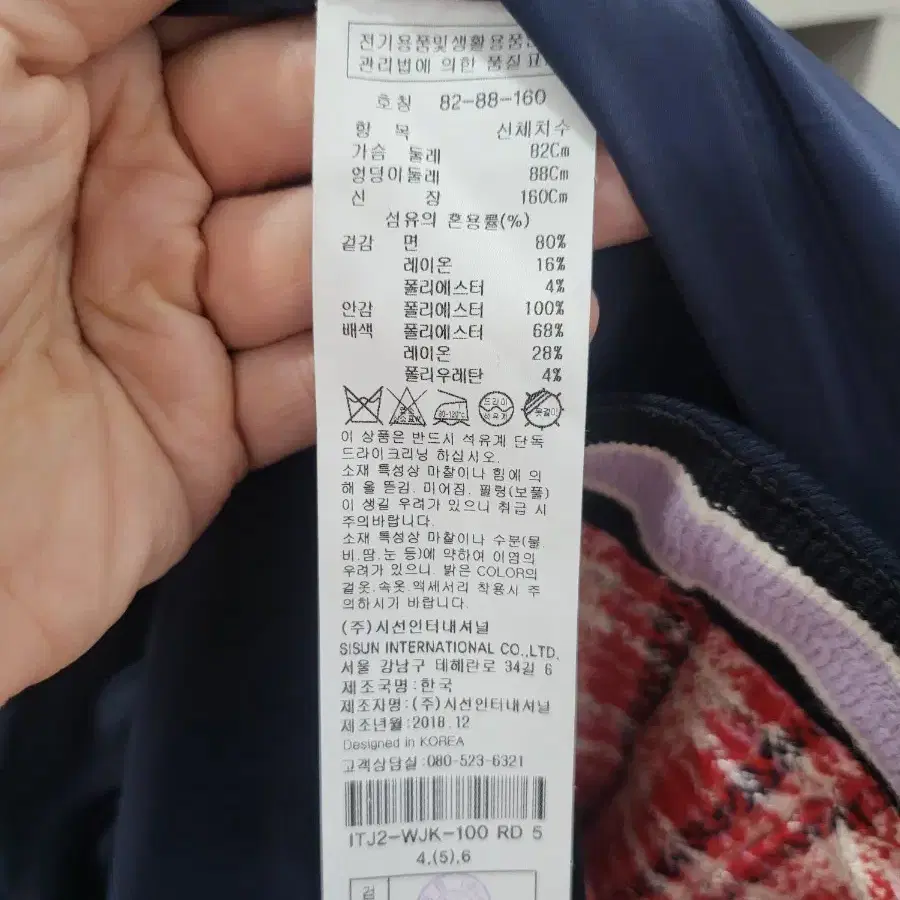 전기용품및생활용품
관리법에 의한 품질표
호칭 82-88-160
항 목 신체치수
가슴 둘레 82Cm
엉덩이둘레 88Cm
신 장 160Cm
섬유의 혼용률(%)
겉감 면 80%
레이온 16%
폴리에스터 4%
안감 폴리에스터 100%
배색 폴리에스터 68%
레이온 28%
폴리우레탄 4%
80-120℃ 드라이 석유계 옷걸이
이 상품은 반드시 석유계 단독
드라이크리닝 하십시오.
소재 특성상 마찰이나 힘에 의
해 올 뜯김, 미어짐, 필링(보풀)
이 생길 우려가 있으니 취급 시
주의바랍니다.
소재 특성상 마찰이나 수분(물,
비,땀,눈 등)에 약하여 이염의
우려가 있으니, 밝은 COLOR의
겉옷,속옷,액세서리 착용시 주
의하시기 바랍니다.
(주)시선인터내셔널
SISUN INTERNATIONAL CO.,LTD.
서울 강남구 테헤란로 34길 6
제조국명:한국
제조자명:(주)시선인터내셔널
제조년월:2018.12
Designed in KOREA
고객상담실:080-523-6321
ITJ2-WJK-100 RD 5
4.(5).6
검